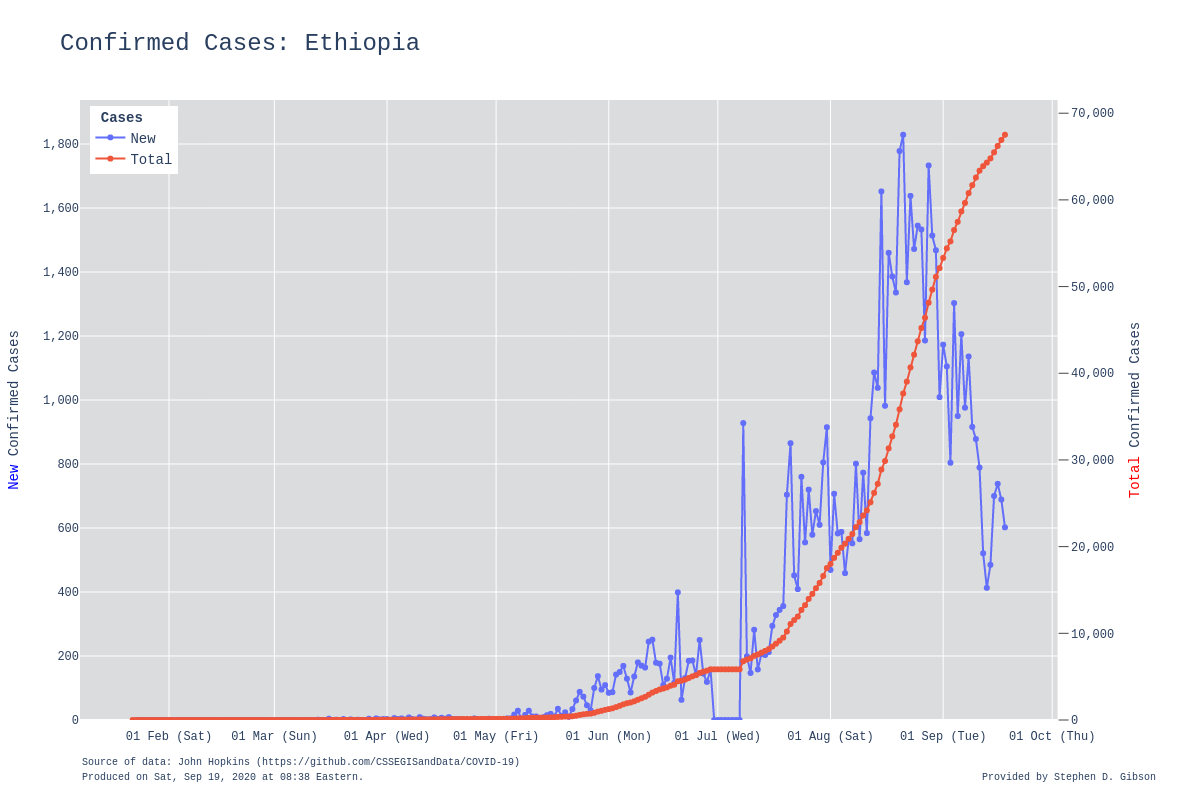 Confirmed Cases: Ethiopia
Cases
New
Total
1,800
1,600
1,400
1,200
1,000
800
600
400
200
0
70,000
60,000
50,000
40,000
30,000
20,000
10,000
0
New Confirmed Cases
Total Confirmed Cases
01 Feb (Sat) 01 Mar (Sun) 01 Apr (Wed) 01 May (Fri) 01 Jun (Mon) 01 Jul (Wed) 01 Aug (Sat) 01 Sep (Tue) 01 Oct (Thu)
Source of data: John Hopkins (https://github.com/CSSEGISandData/COVID-19)
Produced on Sat, Sep 19, 2020 at 08:38 Eastern.
Provided by Stephen D. Gibson